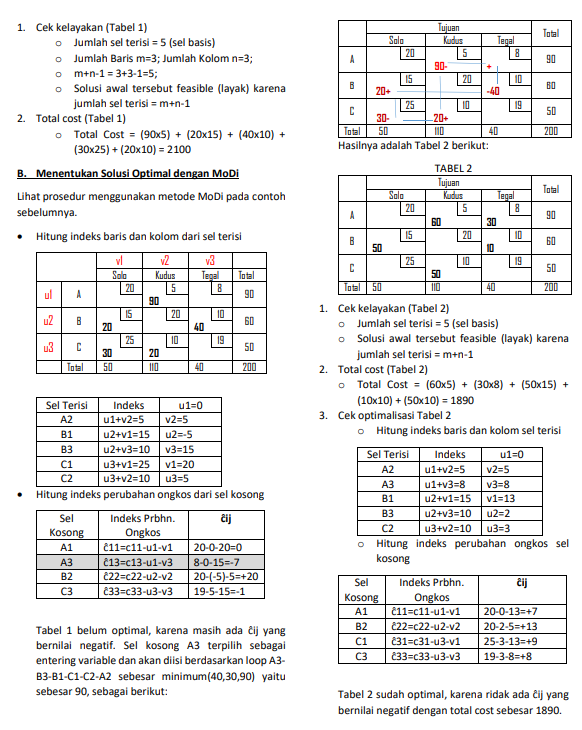 1. Cek kelayakan (Tabel 1)
o Jumlah sel terisi = 5 (sel basis)
o Jumlah Baris m=3; Jumlah Kolom n=3;
o m+n-1 = 3+3-1=5;
o Solusi awal tersebut feasible (layak) karena
jumlah sel terisi = m+n-1
2. Total cost (Tabel 1)
o Total Cost = (90x5) + (20x15) + (40x10) +
(30x25) + (20x10) = 2100
B. Menentukan Solusi Optimal dengan MoDi
Lihat prosedur menggunakan metode MoDi pada contoh
sebelumnya.
• Hitung indeks baris dan kolom dari sel terisi
v1 v2 v3
Solo Kudus Tegal Total
u1 A 20 5 8 90
90
u2 B 15 20 10 60
20 40
u3 C 25 10 19 50
30 20
Total 50 110 40 200
Sel Terisi Indeks u1=0
A2 u1+v2=5 v2=5
B1 u2+v1=15 u2=-5
B3 u2+v3=10 v3=15
C1 u3+v1=25 v1=20
C2 u3+v2=10 u3=5
• Hitung indeks perubahan ongkos dari sel kosong
Sel Indeks Prbhn. ĉij
Kosong Ongkos
A1 ĉ11=c11-u1-v1 20-0-20=0
A3 ĉ13=c13-u1-v3 8-0-15=-7
B2 ĉ22=c22-u2-v2 20-(-5)-5=+20
C3 ĉ33=c33-u3-v3 19-5-15=-1
Tabel 1 belum optimal, karena masih ada ĉij yang
bernilai negatif. Sel kosong A3 terpilih sebagai
entering variable dan akan diisi berdasarkan loop A3-
B3-B1-C1-C2-A2 sebesar minimum(40,30,90) yaitu
sebesar 90, sebagai berikut:
Tujuan Total
Solo Kudus Tegal
A 20 5 8 90
90- +
B 15 20 10 60
20+ -40
C 25 10 19 50
30- 20+
Total 50 110 40 200
Hasilnya adalah Tabel 2 berikut:
TABEL 2
Tujuan Total
Solo Kudus Tegal
A 20 5 8 90
60 30
B 15 20 10 60
50 10
C 25 10 19 50
50
Total 50 110 40 200
1. Cek kelayakan (Tabel 2)
o Jumlah sel terisi = 5 (sel basis)
o Solusi awal tersebut feasible (layak) karena
jumlah sel terisi = m+n-1
2. Total cost (Tabel 2)
o Total Cost = (60x5) + (30x8) + (50x15) +
(10x10) + (50x10) = 1890
3. Cek optimalisasi Tabel 2
o Hitung indeks baris dan kolom sel terisi
Sel Terisi Indeks u1=0
A2 u1+v2=5 v2=5
A3 u1+v3=8 v3=8
B1 u2+v1=15 v1=13
B3 u2+v3=10 u2=2
C2 u3+v2=10 u3=3
o Hitung indeks perubahan ongkos sel
kosong
Sel Indeks Prbhn. ĉij
Kosong Ongkos
A1 ĉ11=c11-u1-v1 20-0-13=+7
B2 ĉ22=c22-u2-v2 20-2-5=+13
C1 ĉ31=c31-u3-v1 25-3-13=+9
C2 ĉ33=c33-u3-v3 19-3-8=+8
Tabel 2 sudah optimal, karena ridak ada ĉij yang
bernilai negatif dengan total cost sebesar 1890.